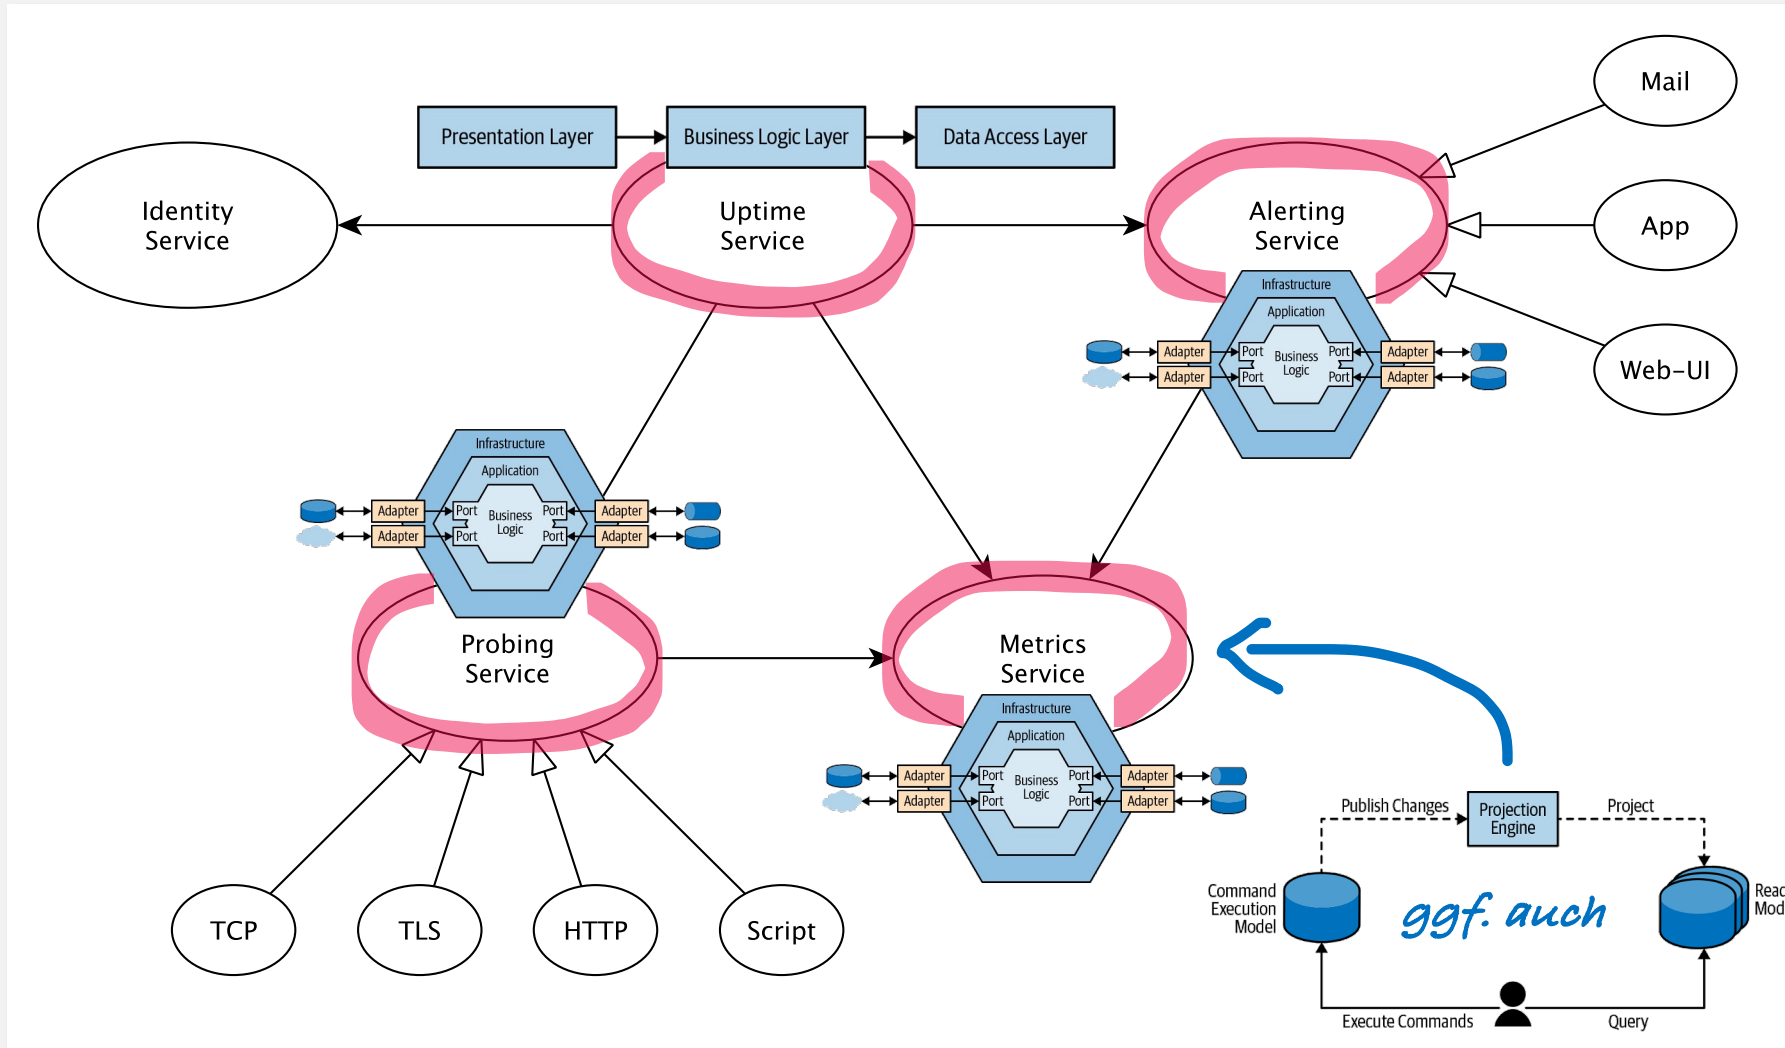 Mail
Presentation Layer
Business Logic Layer
Data Access Layer
Identity
Service
Uptime
Service
Alerting
Service
App
Web-UI
Infrastructure
Application
Business
Logic
Port
Port
Port
Port
Adapter
Adapter
Adapter
Adapter
Infrastructure
Application
Business
Logic
Port
Port
Port
Port
Adapter
Adapter
Adapter
Adapter
Probing
Service
Metrics
Service
Infrastructure
Application
Business
Logic
Port
Port
Port
Port
Adapter
Adapter
Adapter
Adapter
TCP
TLS
HTTP
Script
Publish Changes
Projection
Engine
Project
Command
Execution
Model
ggf. auch
Execute Commands
Query